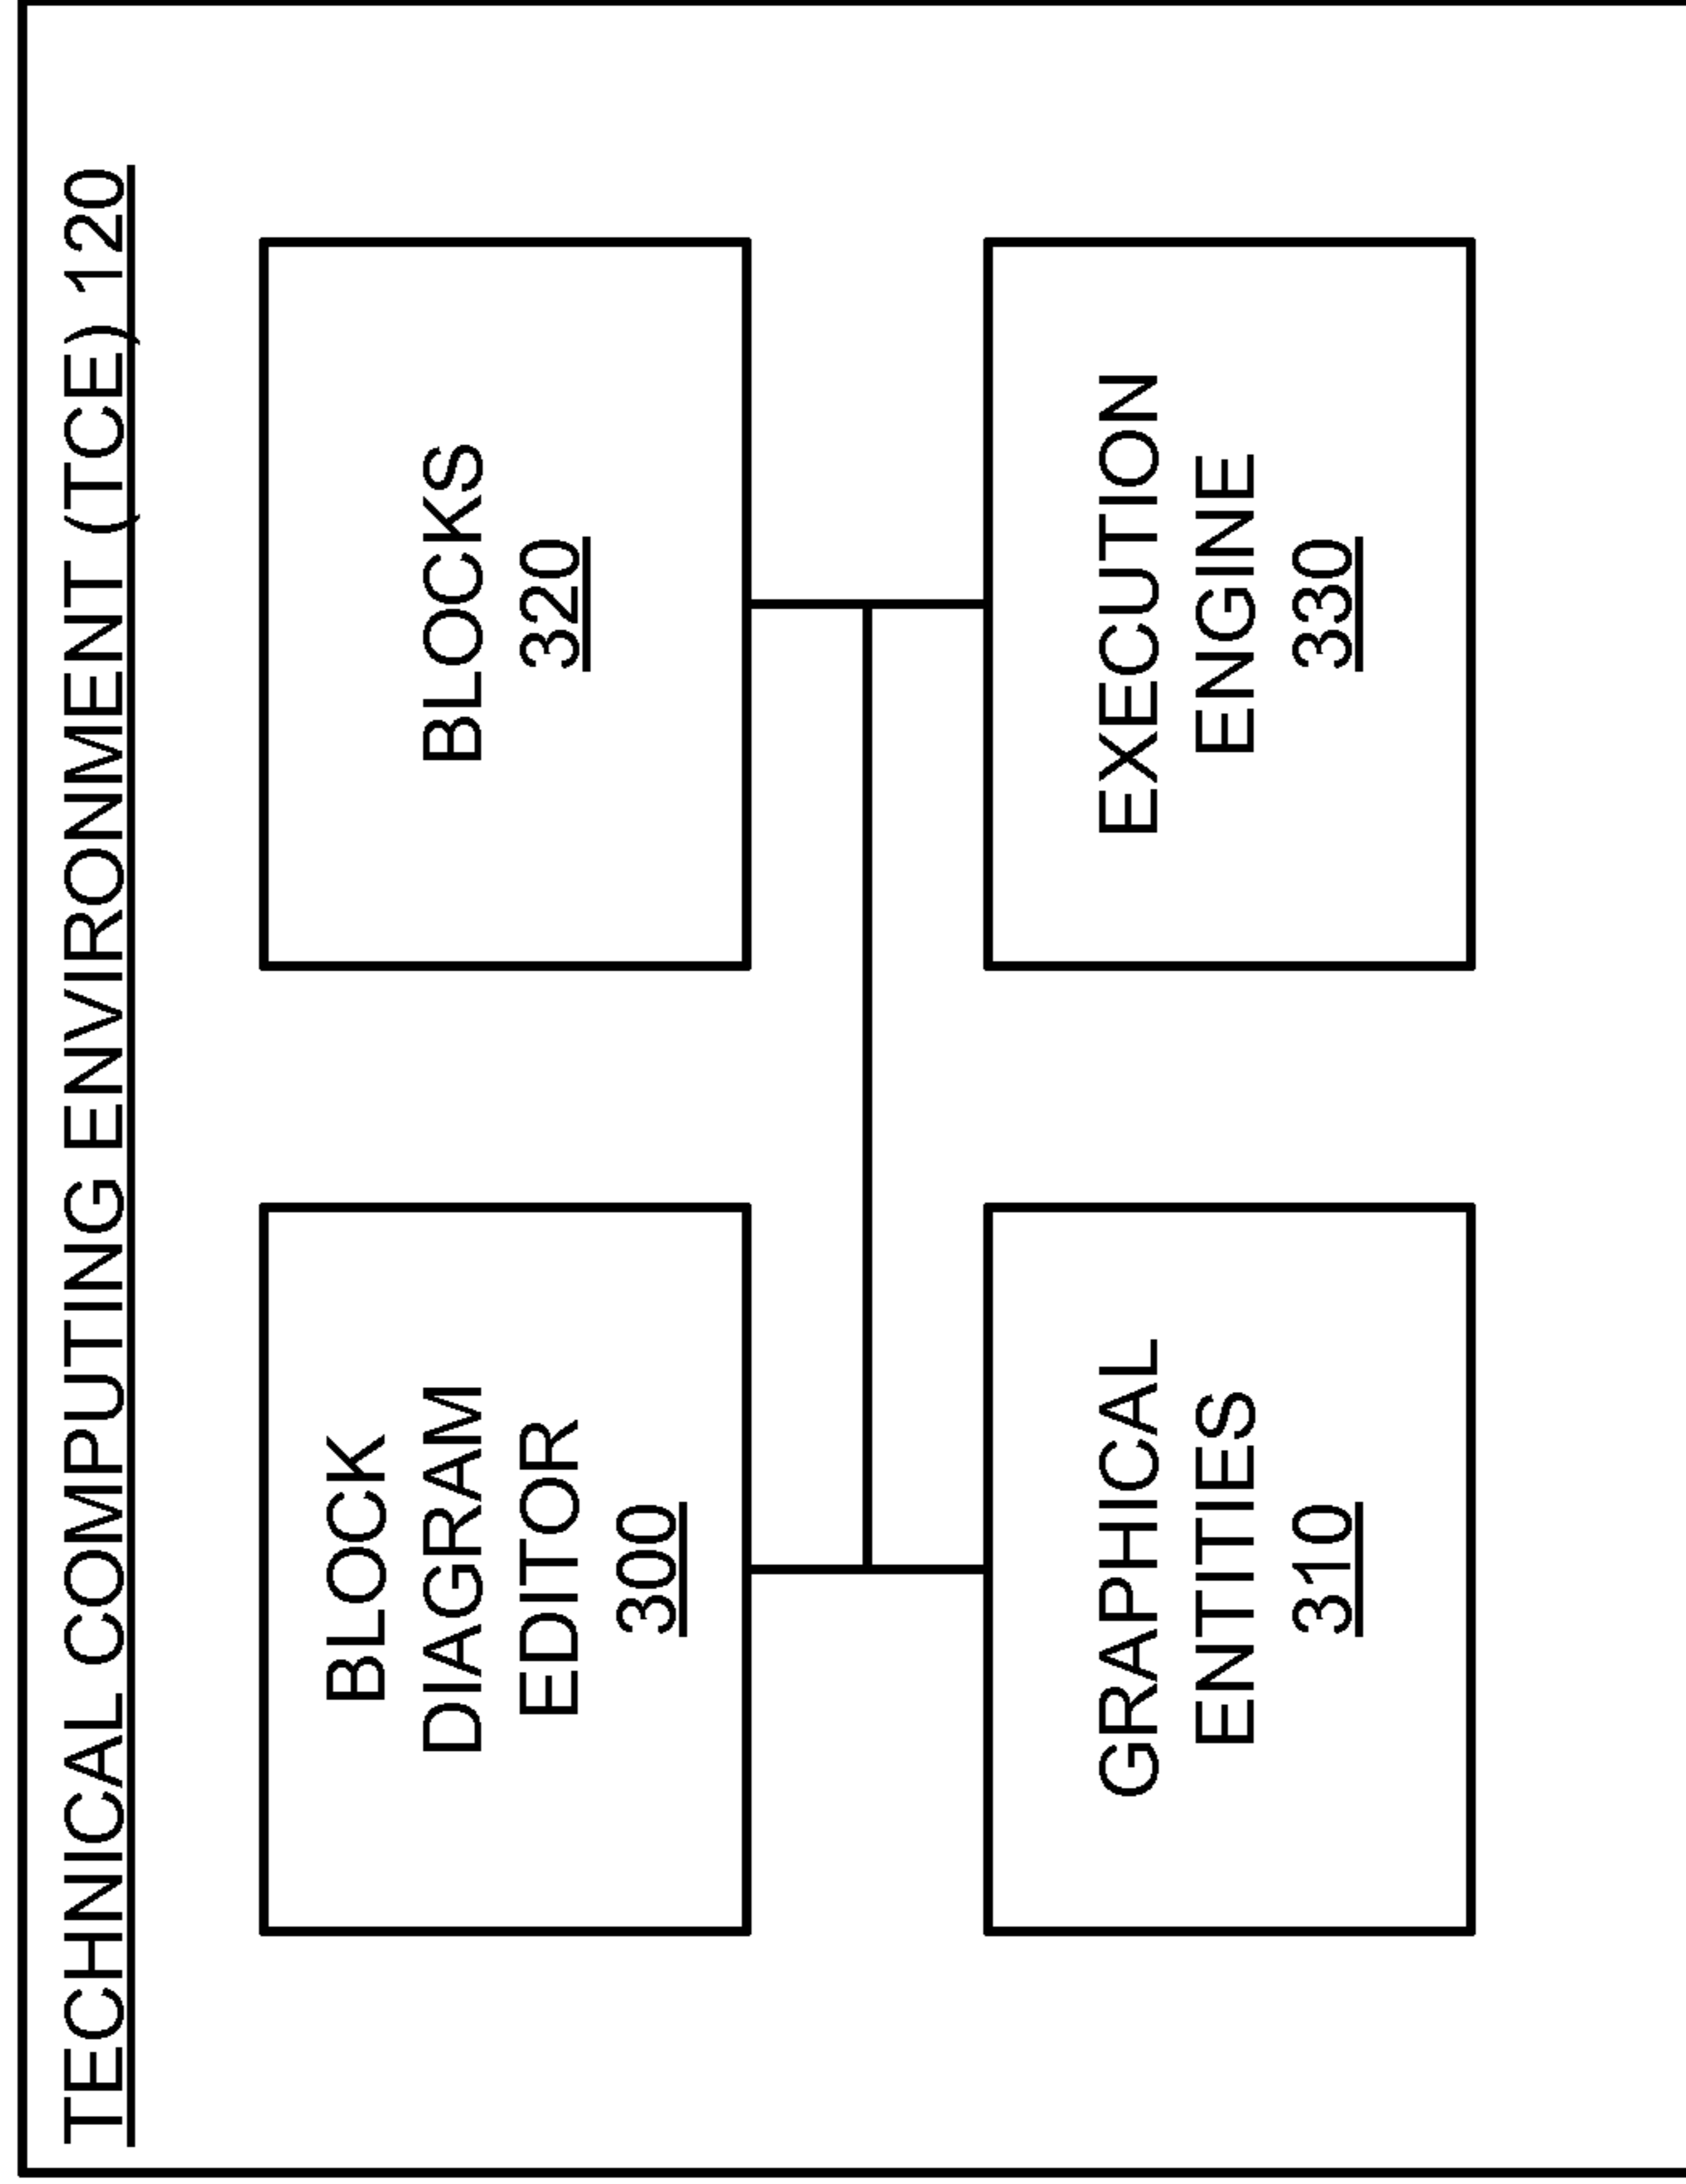 TECHNICAL COMPUTING ENVIRONMENT (TCE) 120
BLOCK
DIAGRAM
EDITOR
300
BLOCKS
320
GRAPHICAL
ENTITIES
310
EXECUTION
ENGINE
330